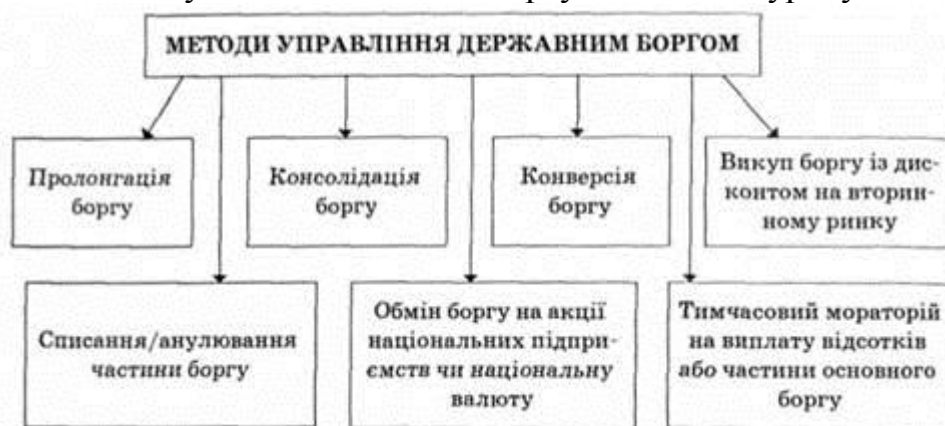 МЕТОДИ УПРАВЛІННЯ ДЕРЖАВНИМ БОРГОМ
Пролонгація
боргу
Консолідація
боргу
Конверсія
боргу
Викуп боргу із дис-
контом на вторин-
ному ринку
Списання/анулювання
частини боргу
Обмін боргу на акції
національних підпри-
ємств чи національну
валюту
Тимчасовий мораторій
на виплату відсотків
або частини основного
боргу